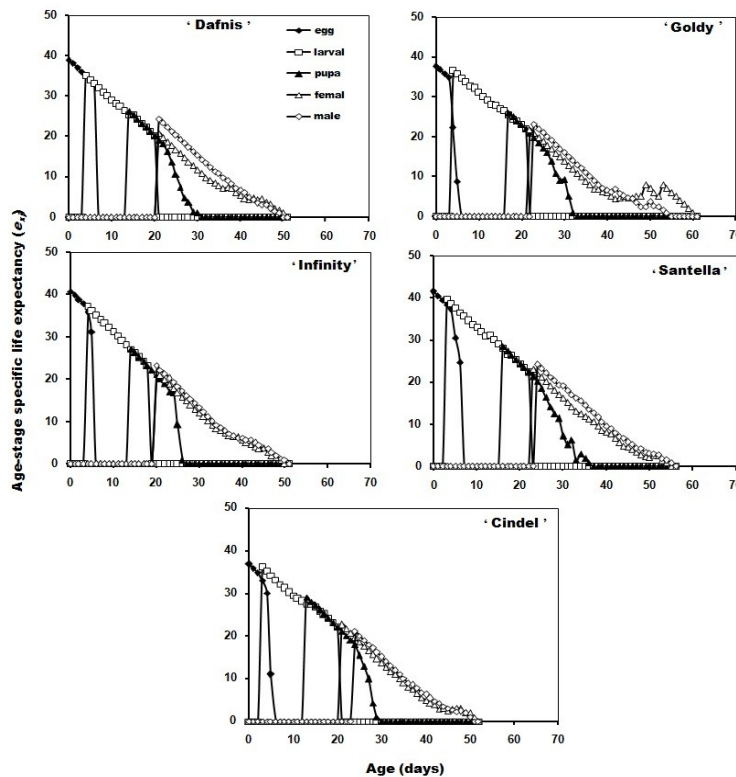 Age-stage specific life expectancy (exj)
‘ Dafnis ’
egg
larval
pupa
femal
male
50
40
30
20
10
0
0 10 20 30 40 50 60 70
‘ Goldy ’
50
40
30
20
10
0
0 10 20 30 40 50 60 70
‘Infinity ’
50
40
30
20
10
0
0 10 20 30 40 50 60 70
‘Santella ’
50
40
30
20
10
0
0 10 20 30 40 50 60 70
‘ Cindel ’
50
40
30
20
10
0
0 10 20 30 40 50 60 70
Age (days)